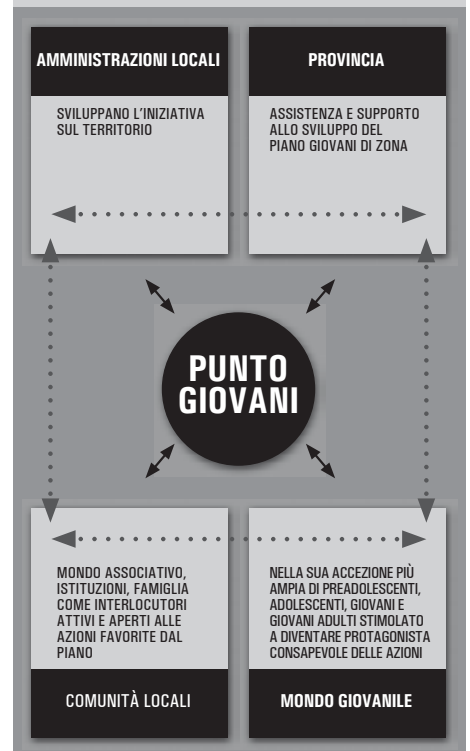 AMMINISTRAZIONI LOCALI
SVILUPPANO L'INIZIATIVA
SUL TERRITORIO
PROVINCIA
ASSISTENZA E SUPPORTO
ALLO SVILUPPO DEL
PIANO GIOVANI DI ZONA
PUNTO
GIOVANI
MONDO ASSOCIATIVO,
ISTITUZIONI, FAMIGLIA
COME INTERLOCUTORI
ATTIVI E APERTI ALLE
AZIONI FAVORITE DAL
PIANO
COMUNITÀ LOCALI
NELLA SUA ACCEZIONE PIÙ
AMPIA DI PREADOLESCENTI,
ADOLESCENTI, GIOVANI E
GIOVANI ADULTI STIMOLATO
A DIVENTARE PROTAGONISTA
CONSAPEVOLE DELLE AZIONI
MONDO GIOVANILE